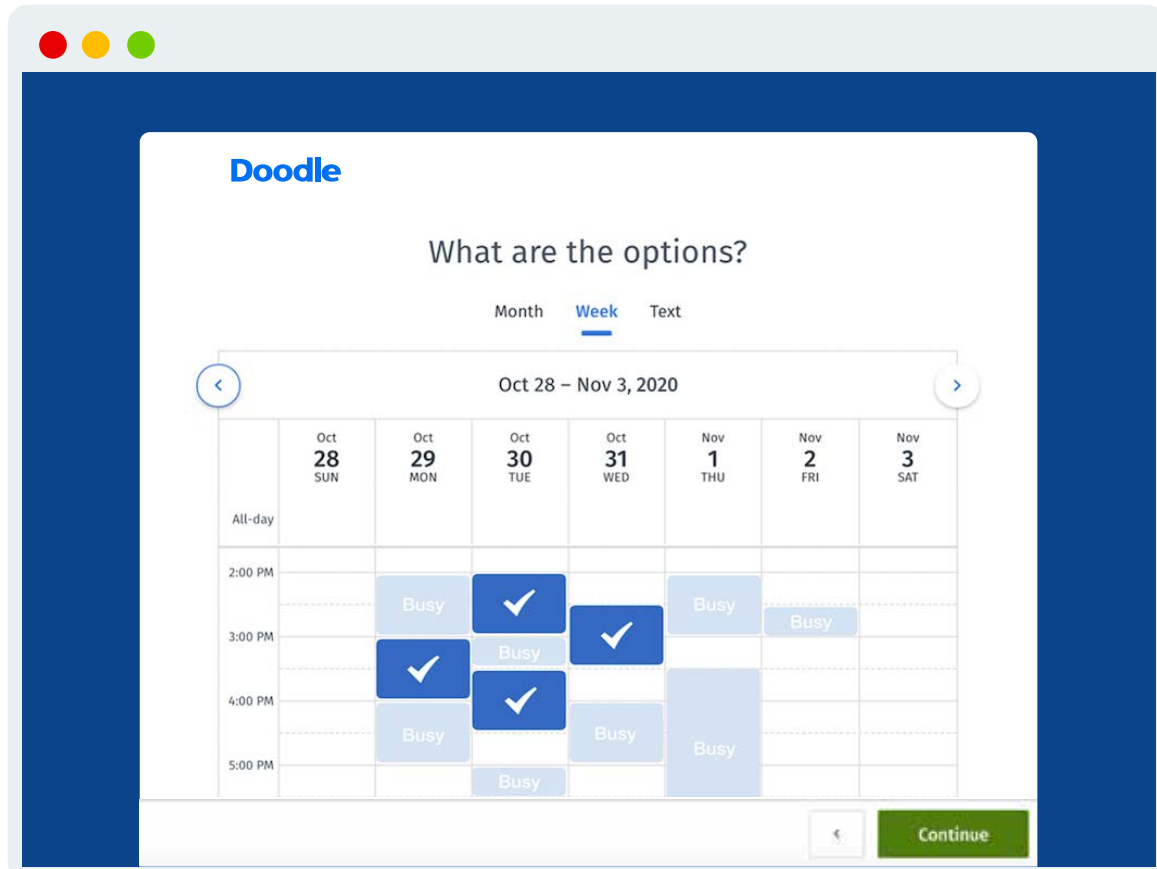 Doodle
What are the options?
Month Week Text
Oct 28 – Nov 3, 2020
Oct Oct Oct Oct Nov Nov Nov
28 29 30 31 1 2 3
SUN MON TUE WED THU FRI SAT
All-day
2:00 PM
Busy Busy
Busy
3:00 PM
Busy
4:00 PM
Busy Busy
Busy
5:00 PM
Busy
Continue